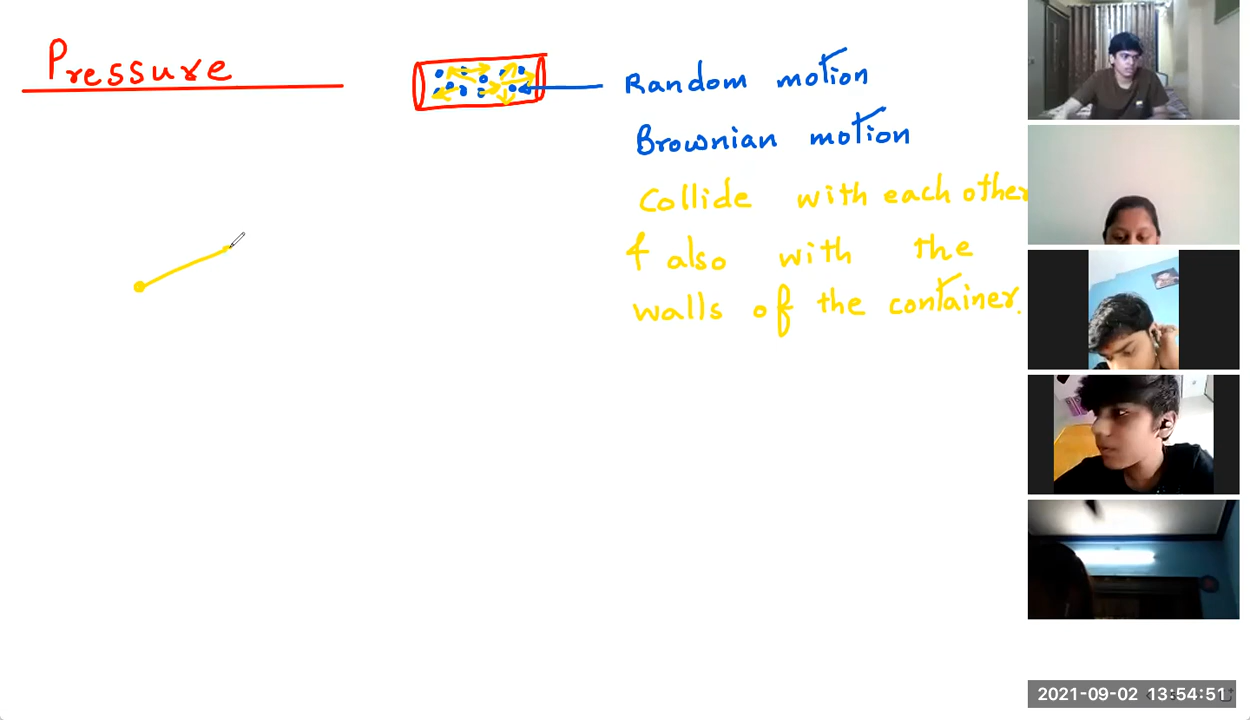 Pressure
Random motion
Brownian motion
Collide with each other
& also with the
walls of the container.
2021-09-02 13:54:51